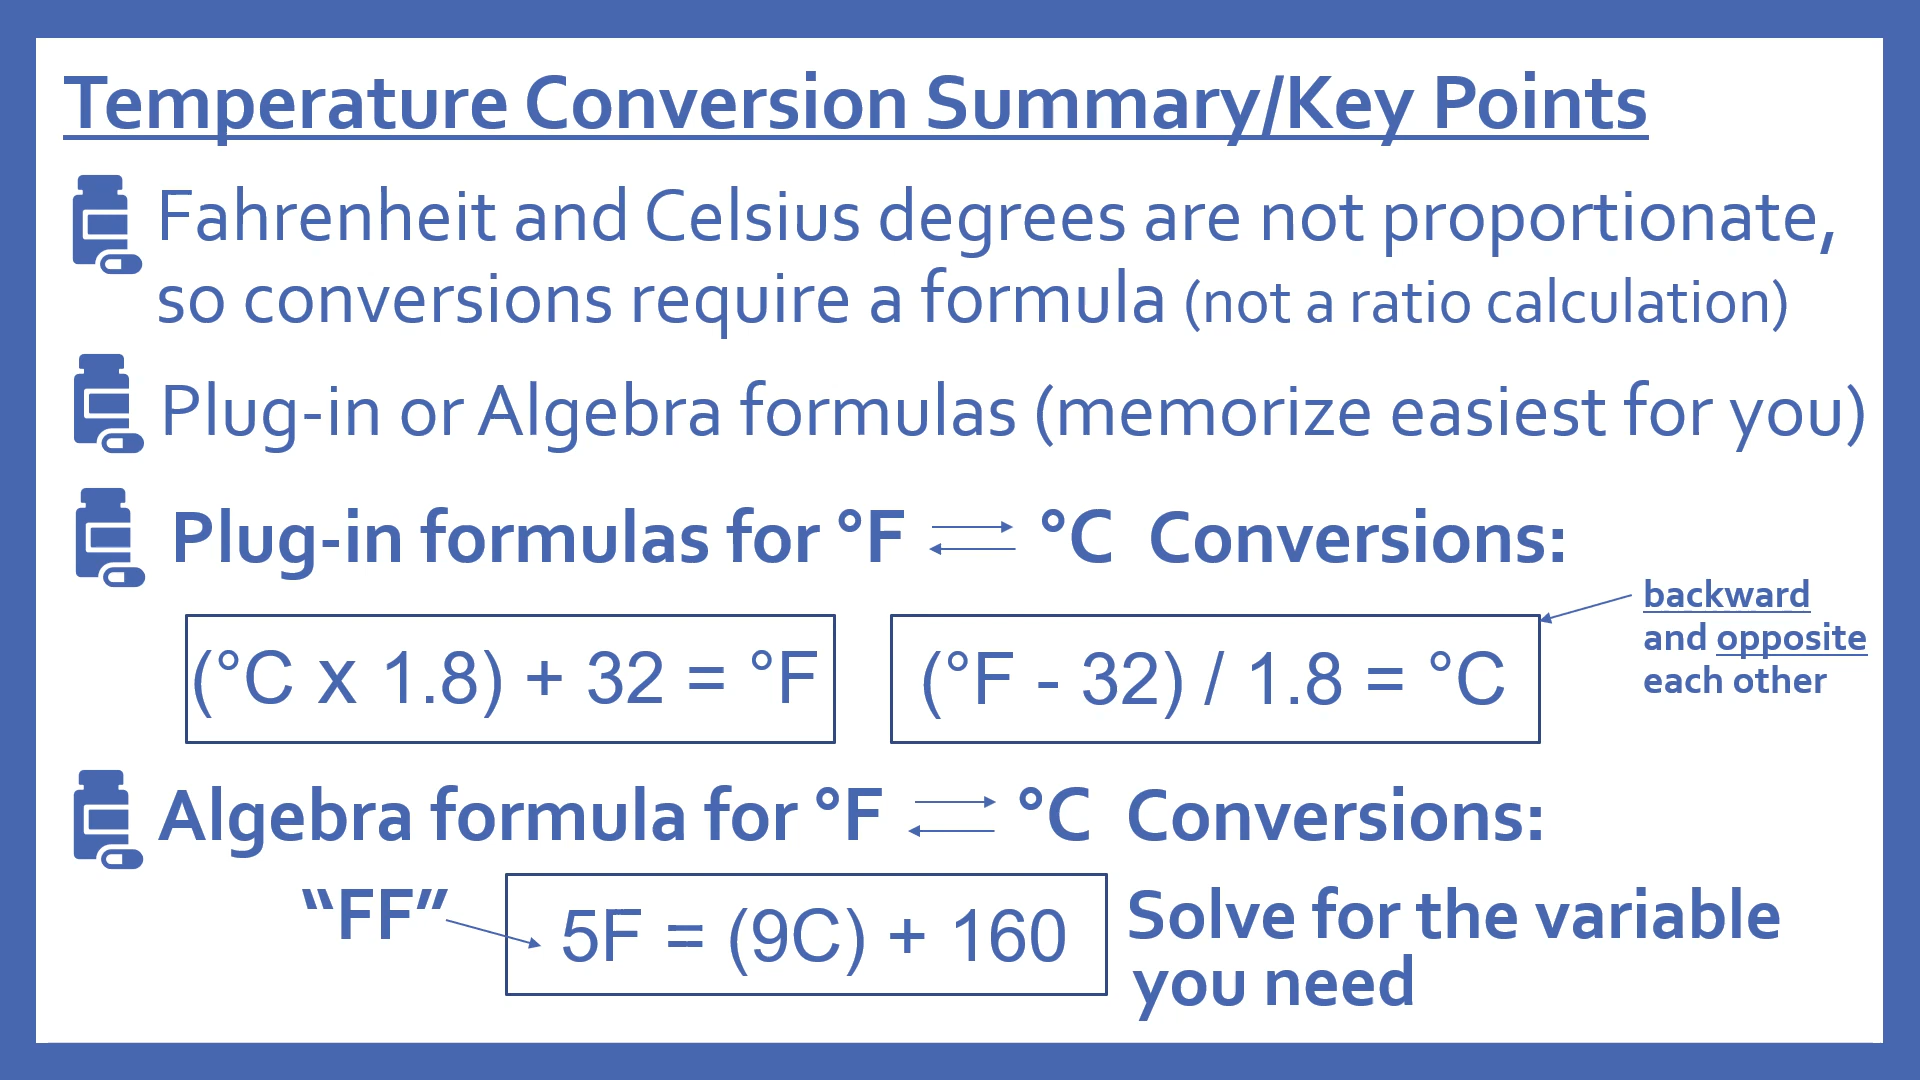 Temperature Conversion Summary/Key Points
Fahrenheit and Celsius degrees are not proportionate,
so conversions require a formula (not a ratio calculation)
Plug-in or Algebra formulas (memorize easiest for you)
Plug-in formulas for °F ⇄ °C Conversions:
backward
and opposite
each other
(°C x 1.8) + 32 = °F
(°F - 32) / 1.8 = °C
Algebra formula for °F ⇄ °C Conversions:
“FF”
5F = (9C) + 160
Solve for the variable
you need